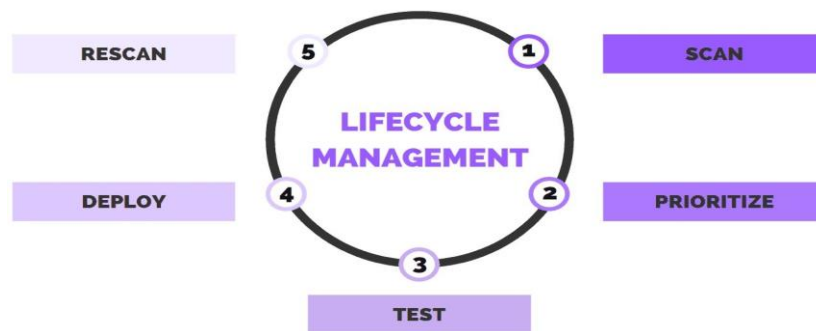 5
1
RESCAN
SCAN
LIFECYCLE
MANAGEMENT
4
2
DEPLOY
PRIORITIZE
3
TEST